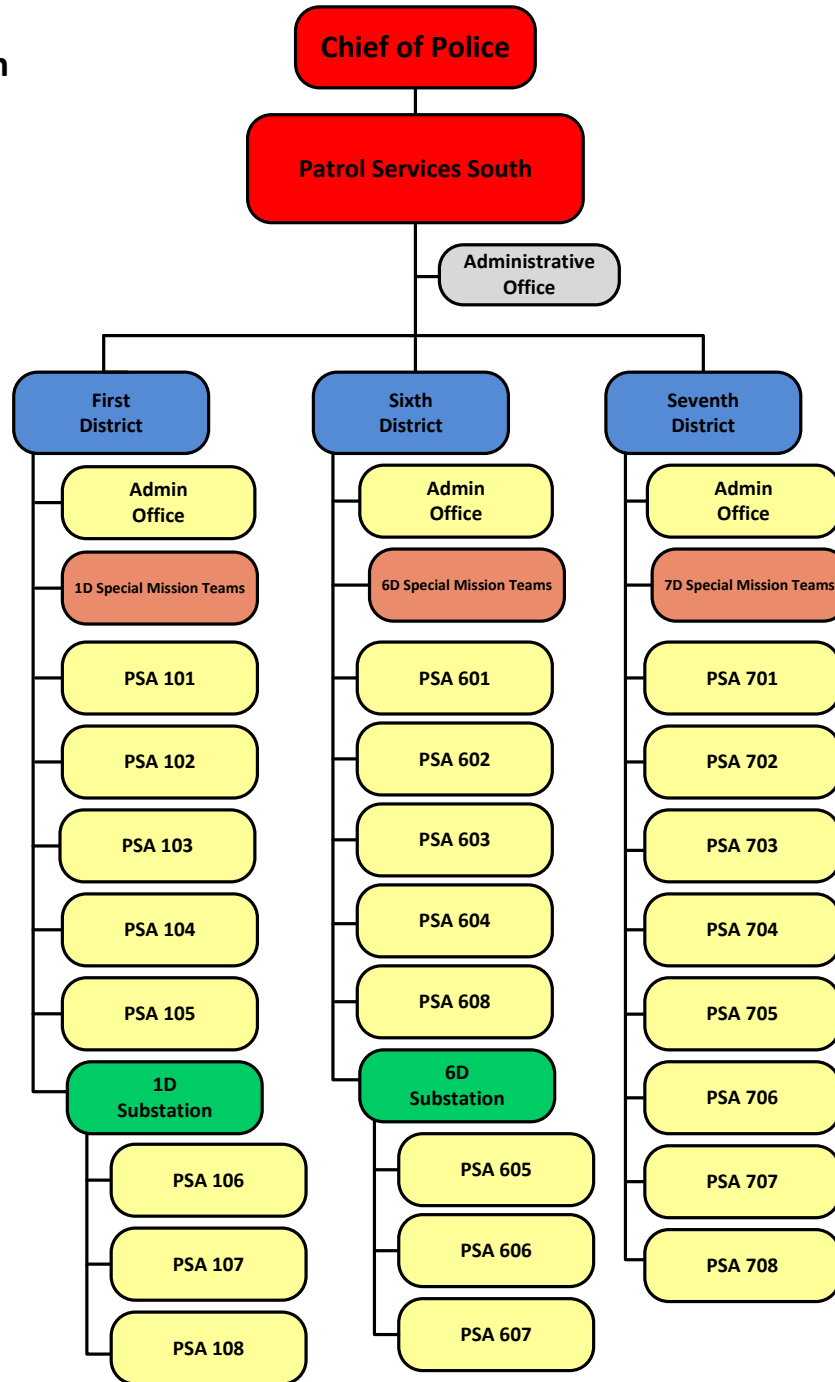 Chief of Police
Patrol Services South
Administrative
Office
First
District
Admin
Office
1D Special Mission Teams
PSA 101
PSA 102
PSA 103
PSA 104
PSA 105
1D
Substation
PSA 106
PSA 107
PSA 108
Sixth
District
Admin
Office
6D Special Mission Teams
PSA 601
PSA 602
PSA 603
PSA 604
PSA 608
6D
Substation
PSA 605
PSA 606
PSA 607
Seventh
District
Admin
Office
7D Special Mission Teams
PSA 701
PSA 702
PSA 703
PSA 704
PSA 705
PSA 706
PSA 707
PSA 708